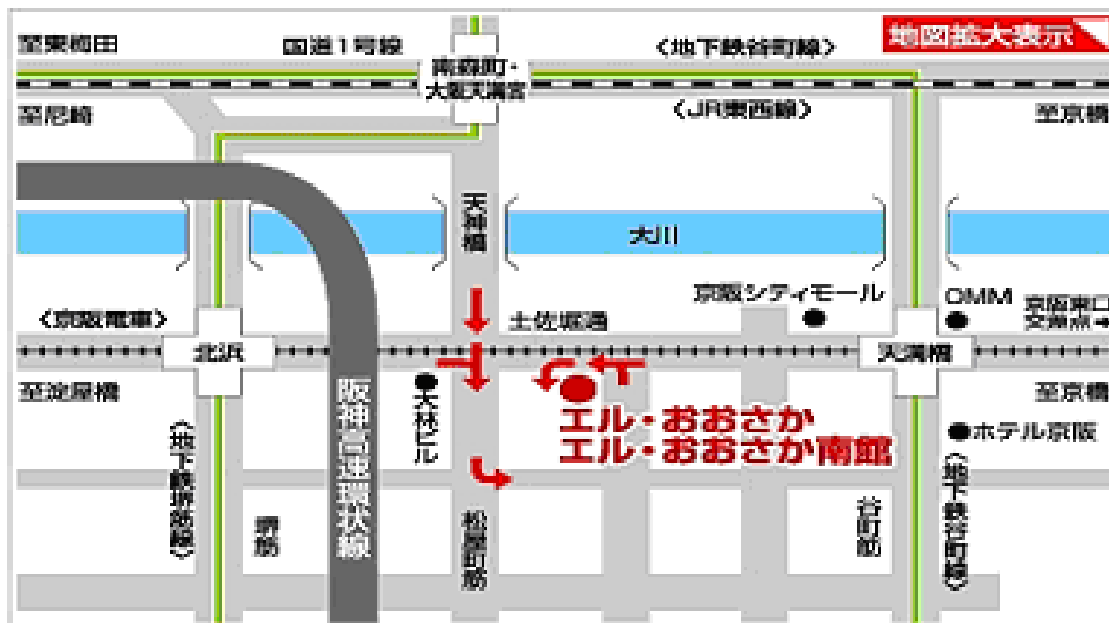 至東梅田
国道1号線
〈地下鉄谷町線〉
地図拡大表示
南森町・
大阪天満宮
至尼崎
〈JR東西線〉
至京橋
天神橋
大川
京阪シティモール
OMM
京阪東口
交差点➔
〈京阪電車〉
土佐堀通
北浜
天満橋
至淀屋橋
大林ビル
阪神高速環状線
エル・おおさか
エル・おおさか南館
至京橋
ホテル京阪
〈地下鉄堺筋線〉
堺筋
松屋町筋
谷町筋
〈地下鉄谷町線〉